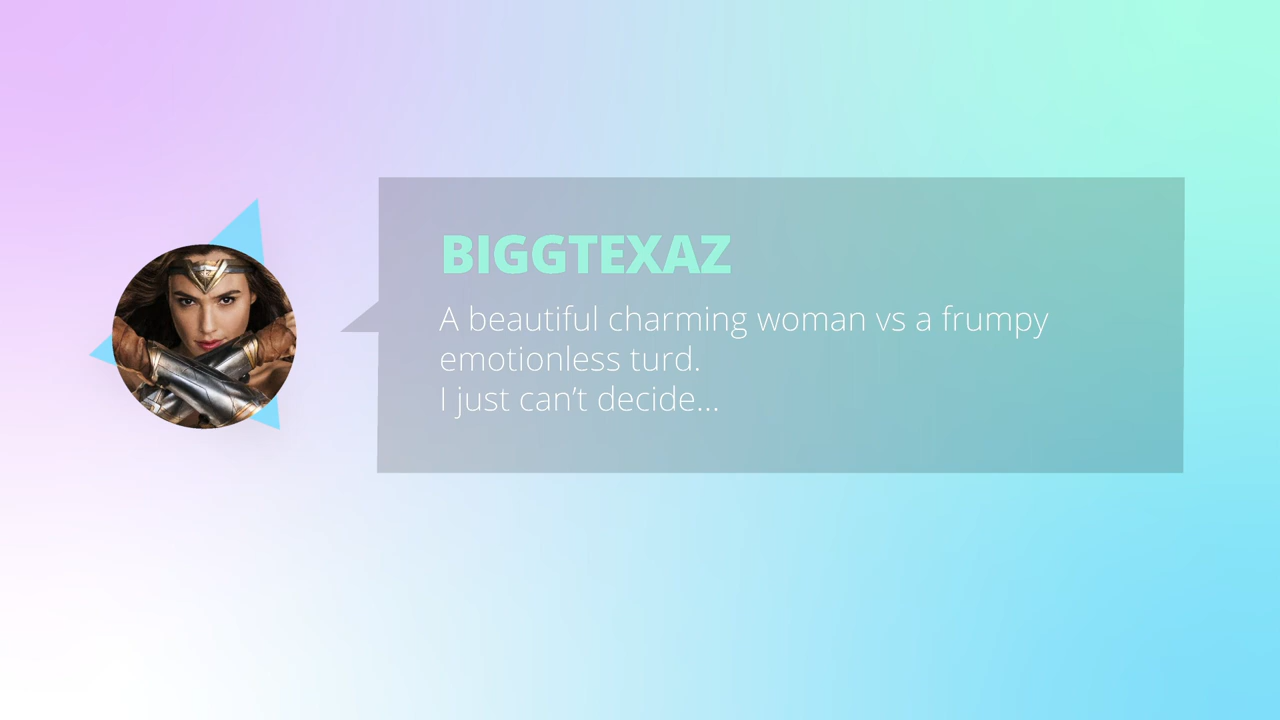 BIGGTEXAZ
A beautiful charming woman vs a frumpy
emotionless turd.
I just can’t decide...